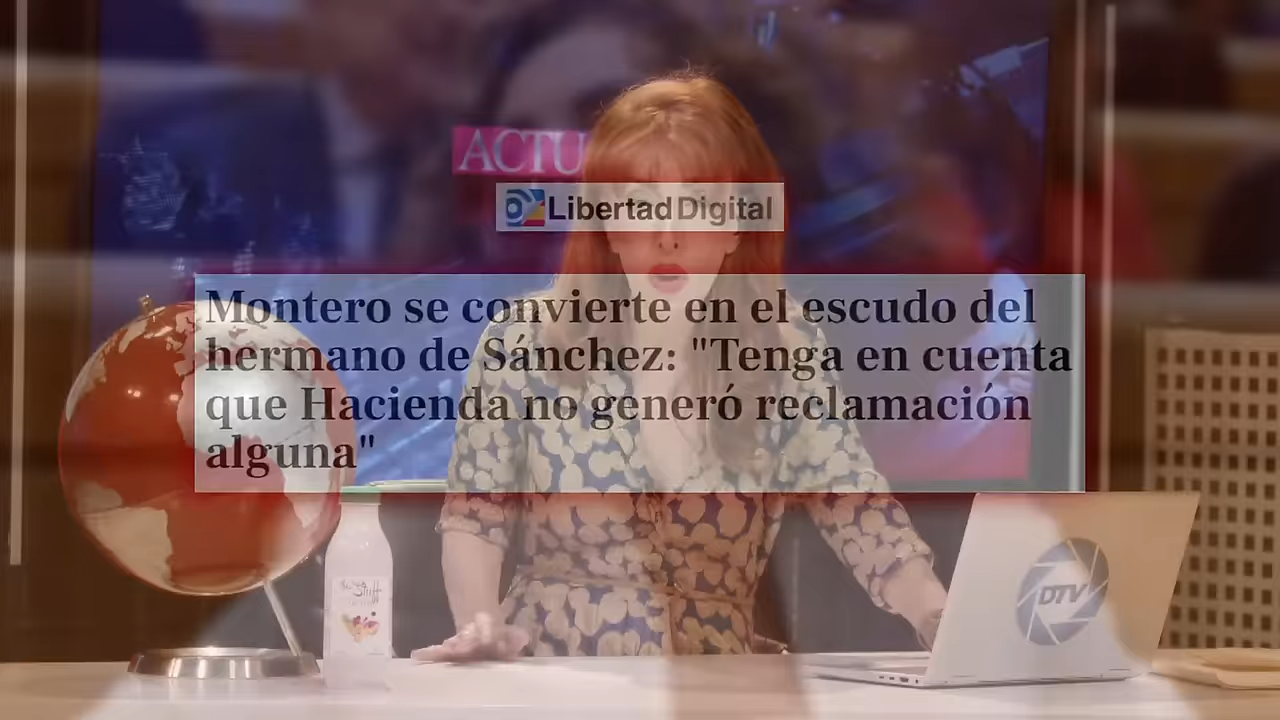 ACTU
Libertad Digital
Montero se convierte en el escudo del
hermano de Sánchez: "Tenga en cuenta
que Hacienda no generó reclamación
alguna"
Stuff
DTV